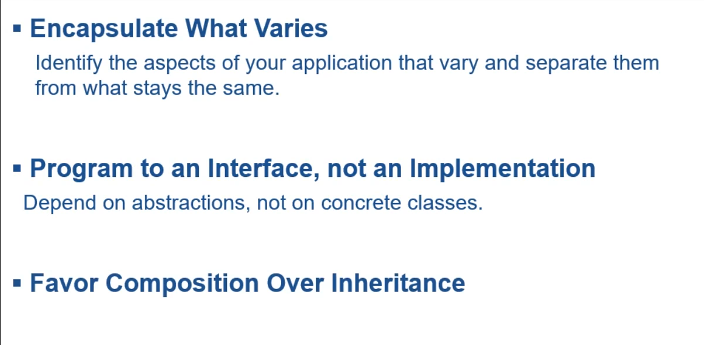 ▪ Encapsulate What Varies
Identify the aspects of your application that vary and separate them
from what stays the same.
▪ Program to an Interface, not an Implementation
Depend on abstractions, not on concrete classes.
▪ Favor Composition Over Inheritance